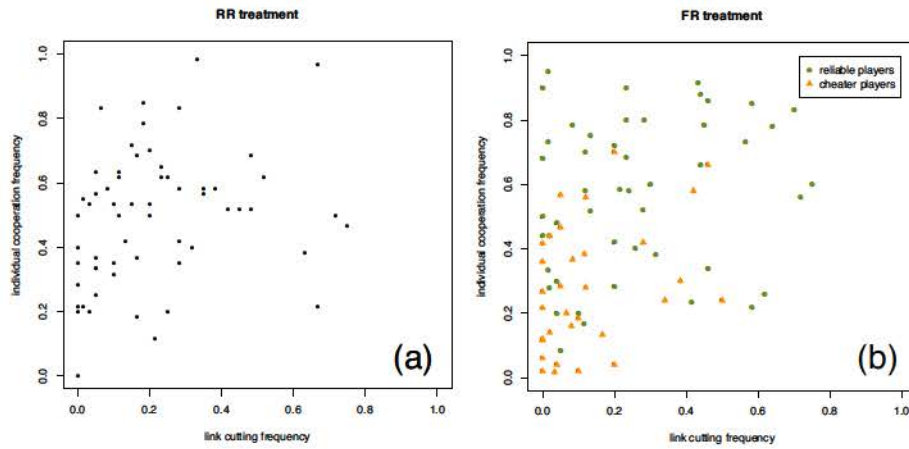 RR treatment
individual cooperation frequency
1.0
0.8
0.6
0.4
0.2
0.0
(a)
0.0 0.2 0.4 0.6 0.8 1.0
link cutting frequency
FR treatment
individual cooperation frequency
1.0
0.8
0.6
0.4
0.2
0.0
reliable players
cheater players
(b)
0.0 0.2 0.4 0.6 0.8 1.0
link cutting frequency